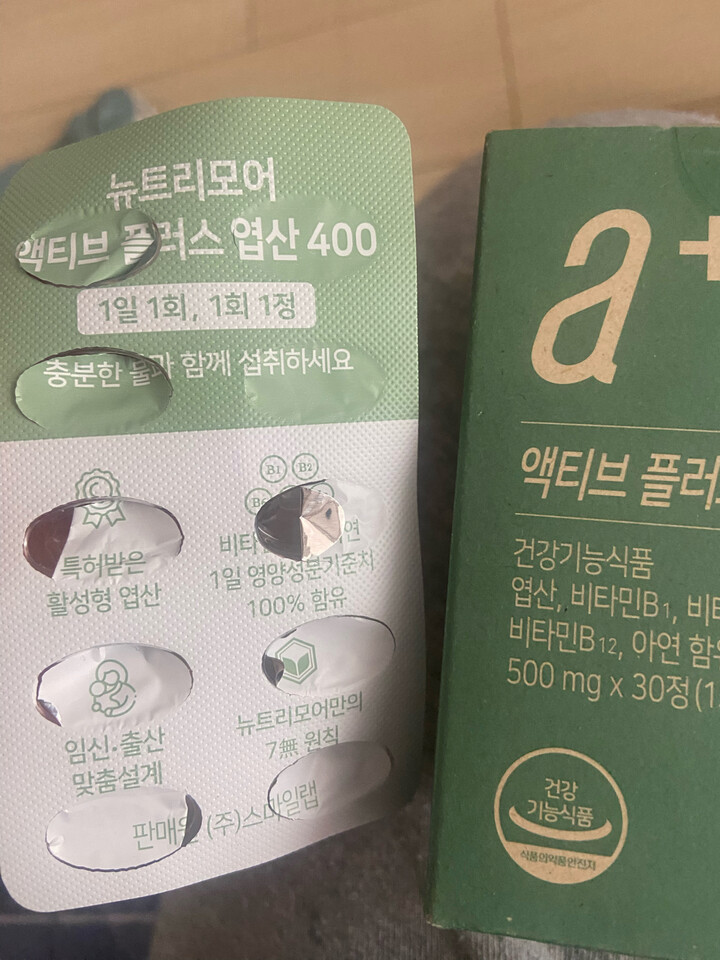 뉴트리모어
액티브 플러스 엽산 400
1일 1회, 1회 1정
충분한 물과 함께 섭취하세요
B1 B2
특허받은
활성형 엽산
1일 영양성분기준치
100% 함유
임신·출산
맞춤설계
뉴트리모어만의
7無 원칙
판매원 (주)스마일랩
a+
액티브 플러
건강기능식품
엽산, 비타민B1, 비타
비타민B12, 아연 함
500 mg x 30정(1
건강
기능식품
식품의약품안전처